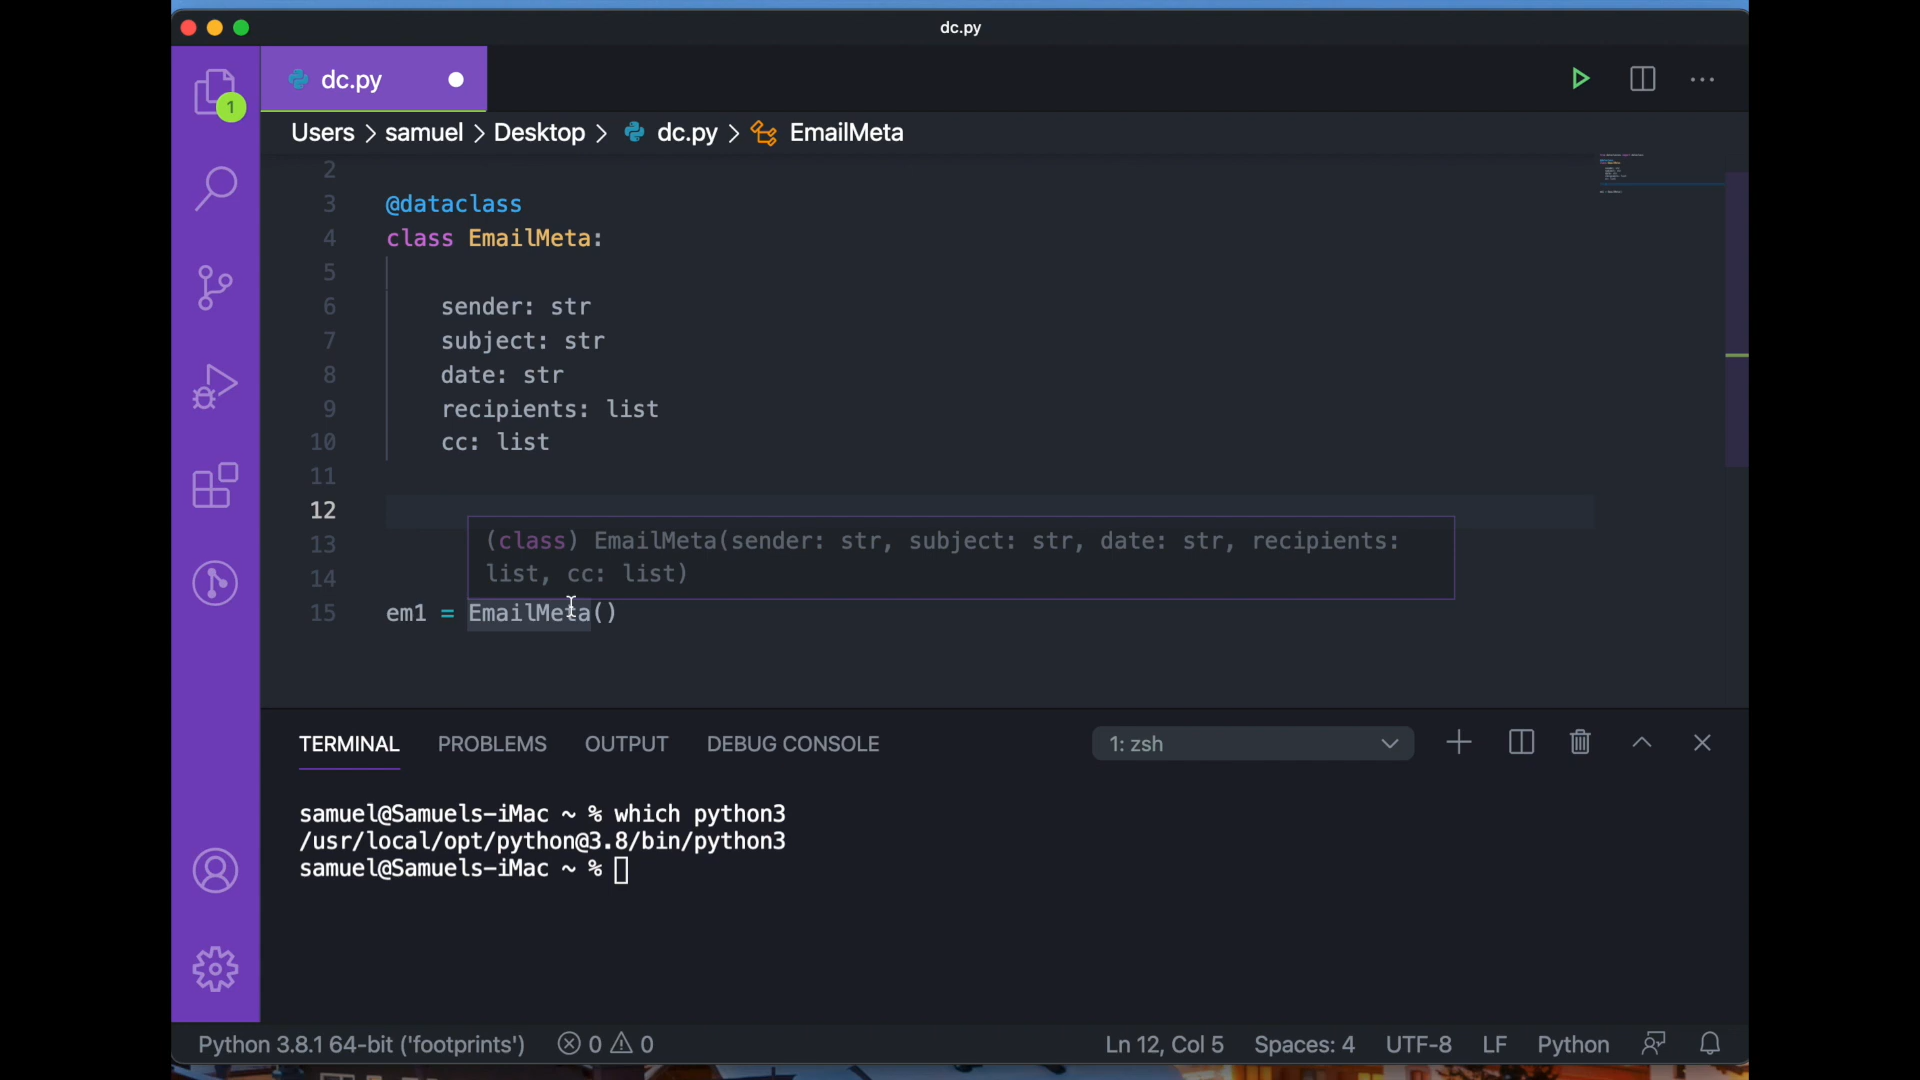 dc.py
1
dc.py
Users > samuel > Desktop > dc.py > EmailMeta
2
3 @dataclass
4 class EmailMeta:
5
6 sender: str
7 subject: str
8 date: str
9 recipients: list
10 cc: list
11
12
(class) EmailMeta(sender: str, subject: str, date: str, recipients:
13
list, cc: list)
14
15 em1 = EmailMeta()
TERMINAL PROBLEMS OUTPUT DEBUG CONSOLE 1: zsh
samuel@Samuels-iMac ~ % which python3
/usr/local/opt/python@3.8/bin/python3
samuel@Samuels-iMac ~ %
Python 3.8.1 64-bit ('footprints') 0 0 Ln 12, Col 5 Spaces: 4 UTF-8 LF Python